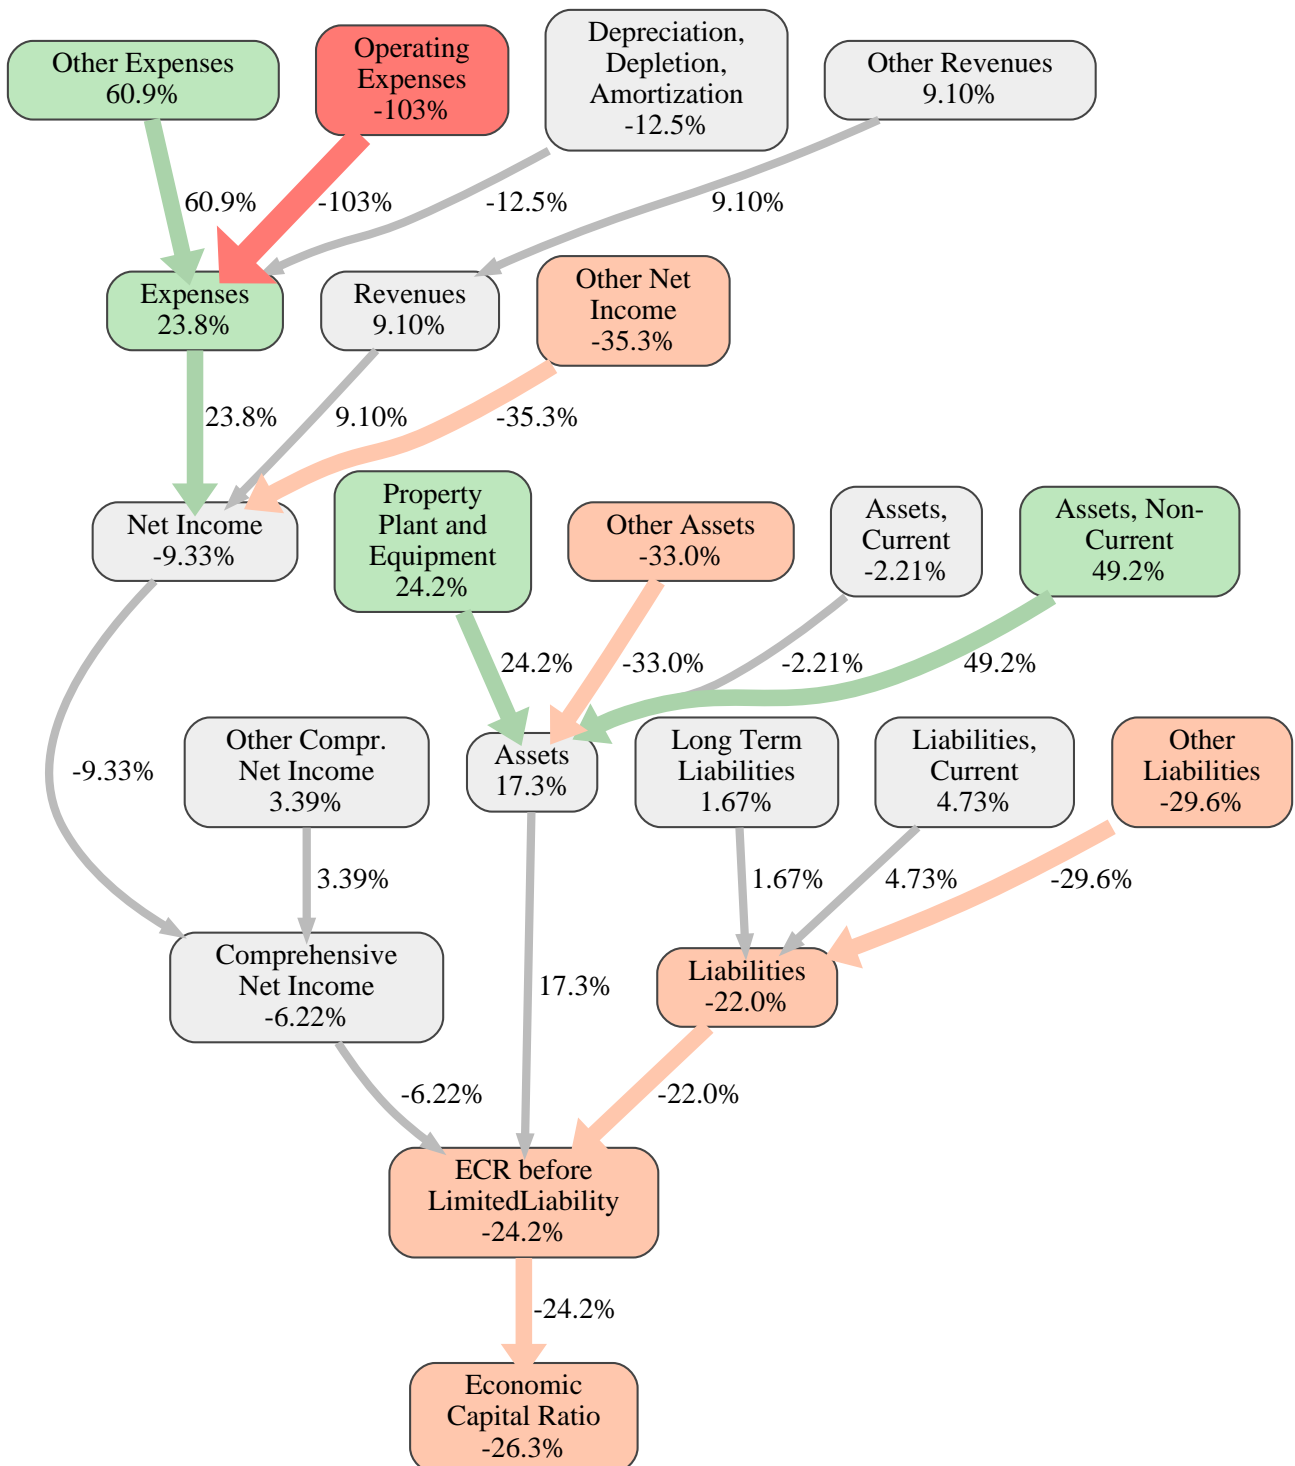 Other Expenses
60.9%
Operating
Expenses
-103%
Depreciation,
Depletion,
Amortization
-12.5%
Other Revenues
9.10%
60.9%
-103%
-12.5%
9.10%
Expenses
23.8%
Revenues
9.10%
Other Net
Income
-35.3%
23.8%
9.10%
-35.3%
Net Income
-9.33%
Property
Plant and
Equipment
24.2%
Other Assets
-33.0%
Assets,
Current
-2.21%
Assets, Non-
Current
49.2%
24.2%
-33.0%
-2.21%
49.2%
-9.33%
Other Compr.
Net Income
3.39%
Assets
17.3%
Long Term
Liabilities
1.67%
Liabilities,
Current
4.73%
Other
Liabilities
-29.6%
3.39%
1.67%
4.73%
-29.6%
Comprehensive
Net Income
-6.22%
17.3%
Liabilities
-22.0%
-6.22%
-22.0%
ECR before
LimitedLiability
-24.2%
-24.2%
Economic
Capital Ratio
-26.3%